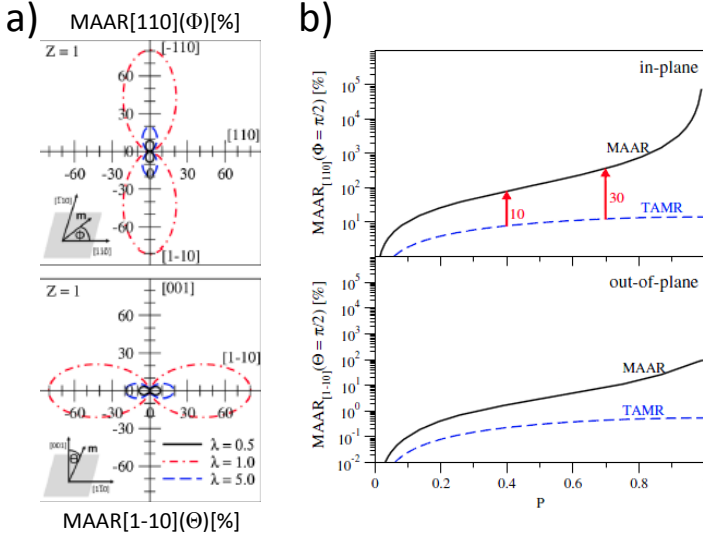 a)
MAAR[110](Φ)[%]
Z = 1
[-110]
60
30
[110]
-60
-30
0
30
60
-30
-60
[1-10]
[1̄10]
m
Φ
[110]
Z = 1
[001]
60
30
[1-10]
-60
-30
0
30
60
-30
-60
[001]
m
Θ
[11̄0]
λ = 0.5
λ = 1.0
λ = 5.0
MAAR[1-10](Θ)[%]
b)
MAAR[110](Φ = π/2) [%]
10^5
10^4
10^3
10^2
10^1
in-plane
MAAR
10
30
TAMR
MAAR[1-10](Θ = π/2) [%]
10^5
10^4
10^3
10^2
10^1
10^0
10^-1
10^-2
out-of-plane
MAAR
TAMR
0
0.2
0.4
0.6
0.8
P